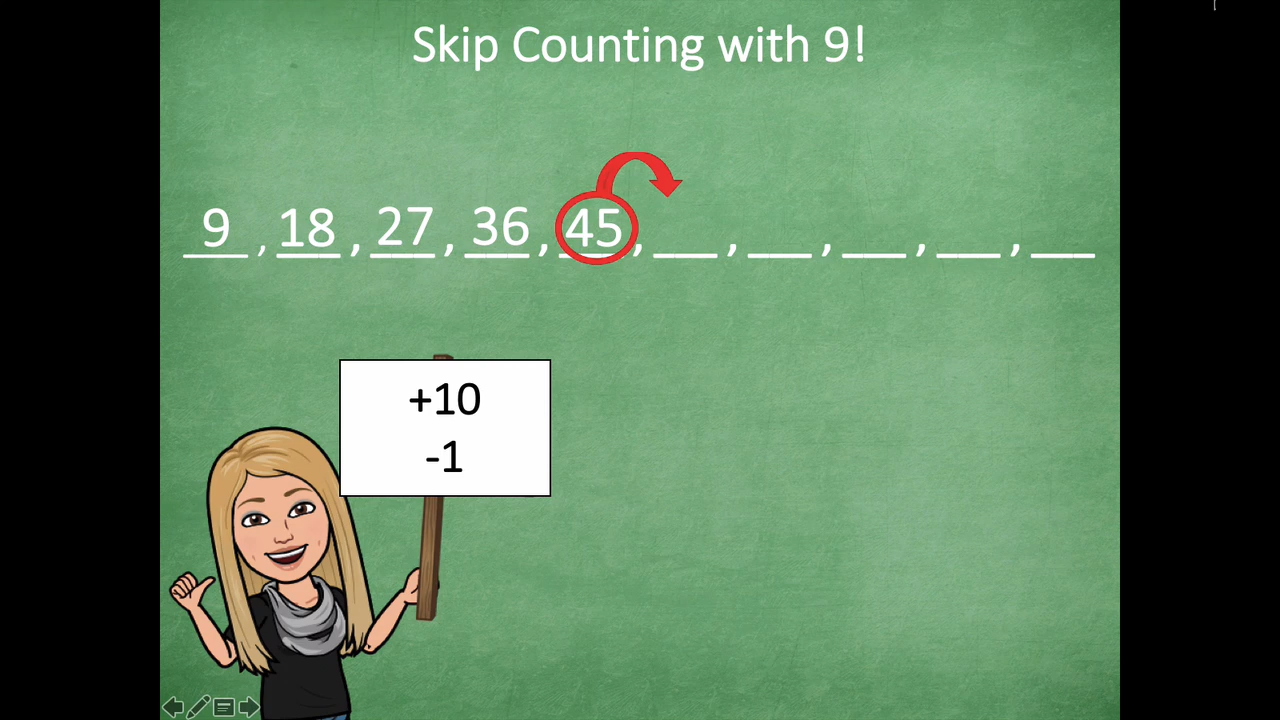 Skip Counting with 9!
9 , 18 , 27 , 36 , 45 , ___ , ___ , ___ , ___ , ___
+10
-1